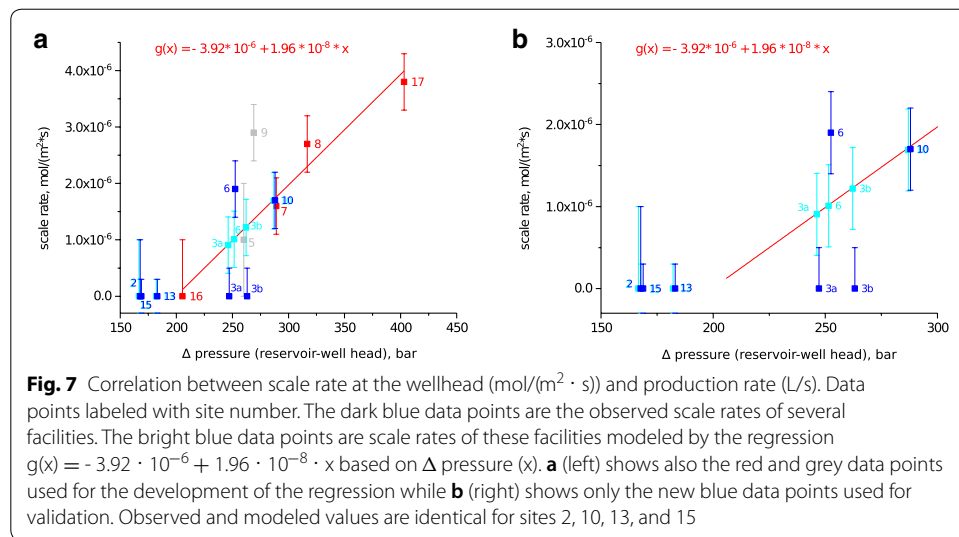 a
g(x) = - 3.92* 10⁻⁶ + 1.96 * 10⁻⁸ * x
4.0x10⁻⁶
3.0x10⁻⁶
2.0x10⁻⁶
1.0x10⁻⁶
0.0
scale rate, mol/(m²*s)
17
9
8
6
10
7
3a
6
3b
5
2
15
13
16
3a
3b
150 200 250 300 350 400 450
Δ pressure (reservoir-well head), bar
b
g(x) = - 3.92* 10⁻⁶ + 1.96 * 10⁻⁸ * x
3.0x10⁻⁶
2.0x10⁻⁶
1.0x10⁻⁶
0.0
scale rate, mol/(m²*s)
6
10
3b
3a
6
2
15
13
3a
3b
150 200 250 300
Δ pressure (reservoir-well head), bar
Fig. 7 Correlation between scale rate at the wellhead (mol/(m² · s)) and production rate (L/s). Data
points labeled with site number. The dark blue data points are the observed scale rates of several
facilities. The bright blue data points are scale rates of these facilities modeled by the regression
g(x) = - 3.92 · 10⁻⁶ + 1.96 · 10⁻⁸ · x based on Δ pressure (x). a (left) shows also the red and grey data points
used for the development of the regression while b (right) shows only the new blue data points used for
validation. Observed and modeled values are identical for sites 2, 10, 13, and 15